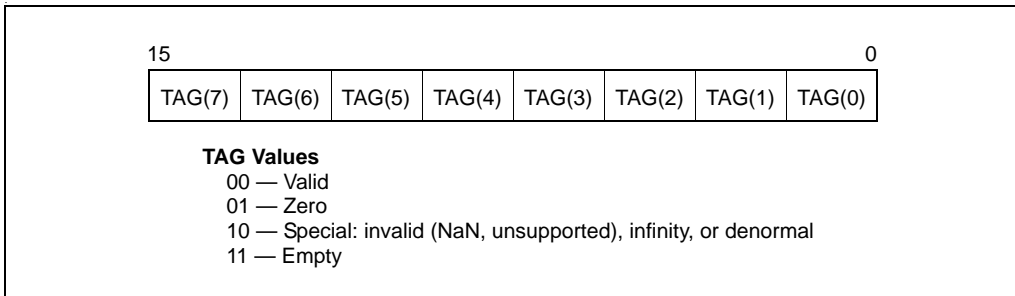 15 0
TAG(7) TAG(6) TAG(5) TAG(4) TAG(3) TAG(2) TAG(1) TAG(0)
TAG Values
00 — Valid
01 — Zero
10 — Special: invalid (NaN, unsupported), infinity, or denormal
11 — Empty